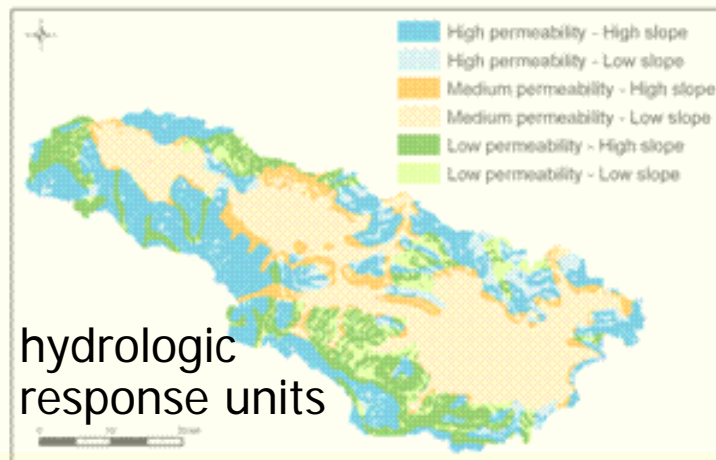 High permeability - High slope
High permeability - Low slope
Medium permeability - High slope
Medium permeability - Low slope
Low permeability - High slope
Low permeability - Low slope
hydrologic
response units